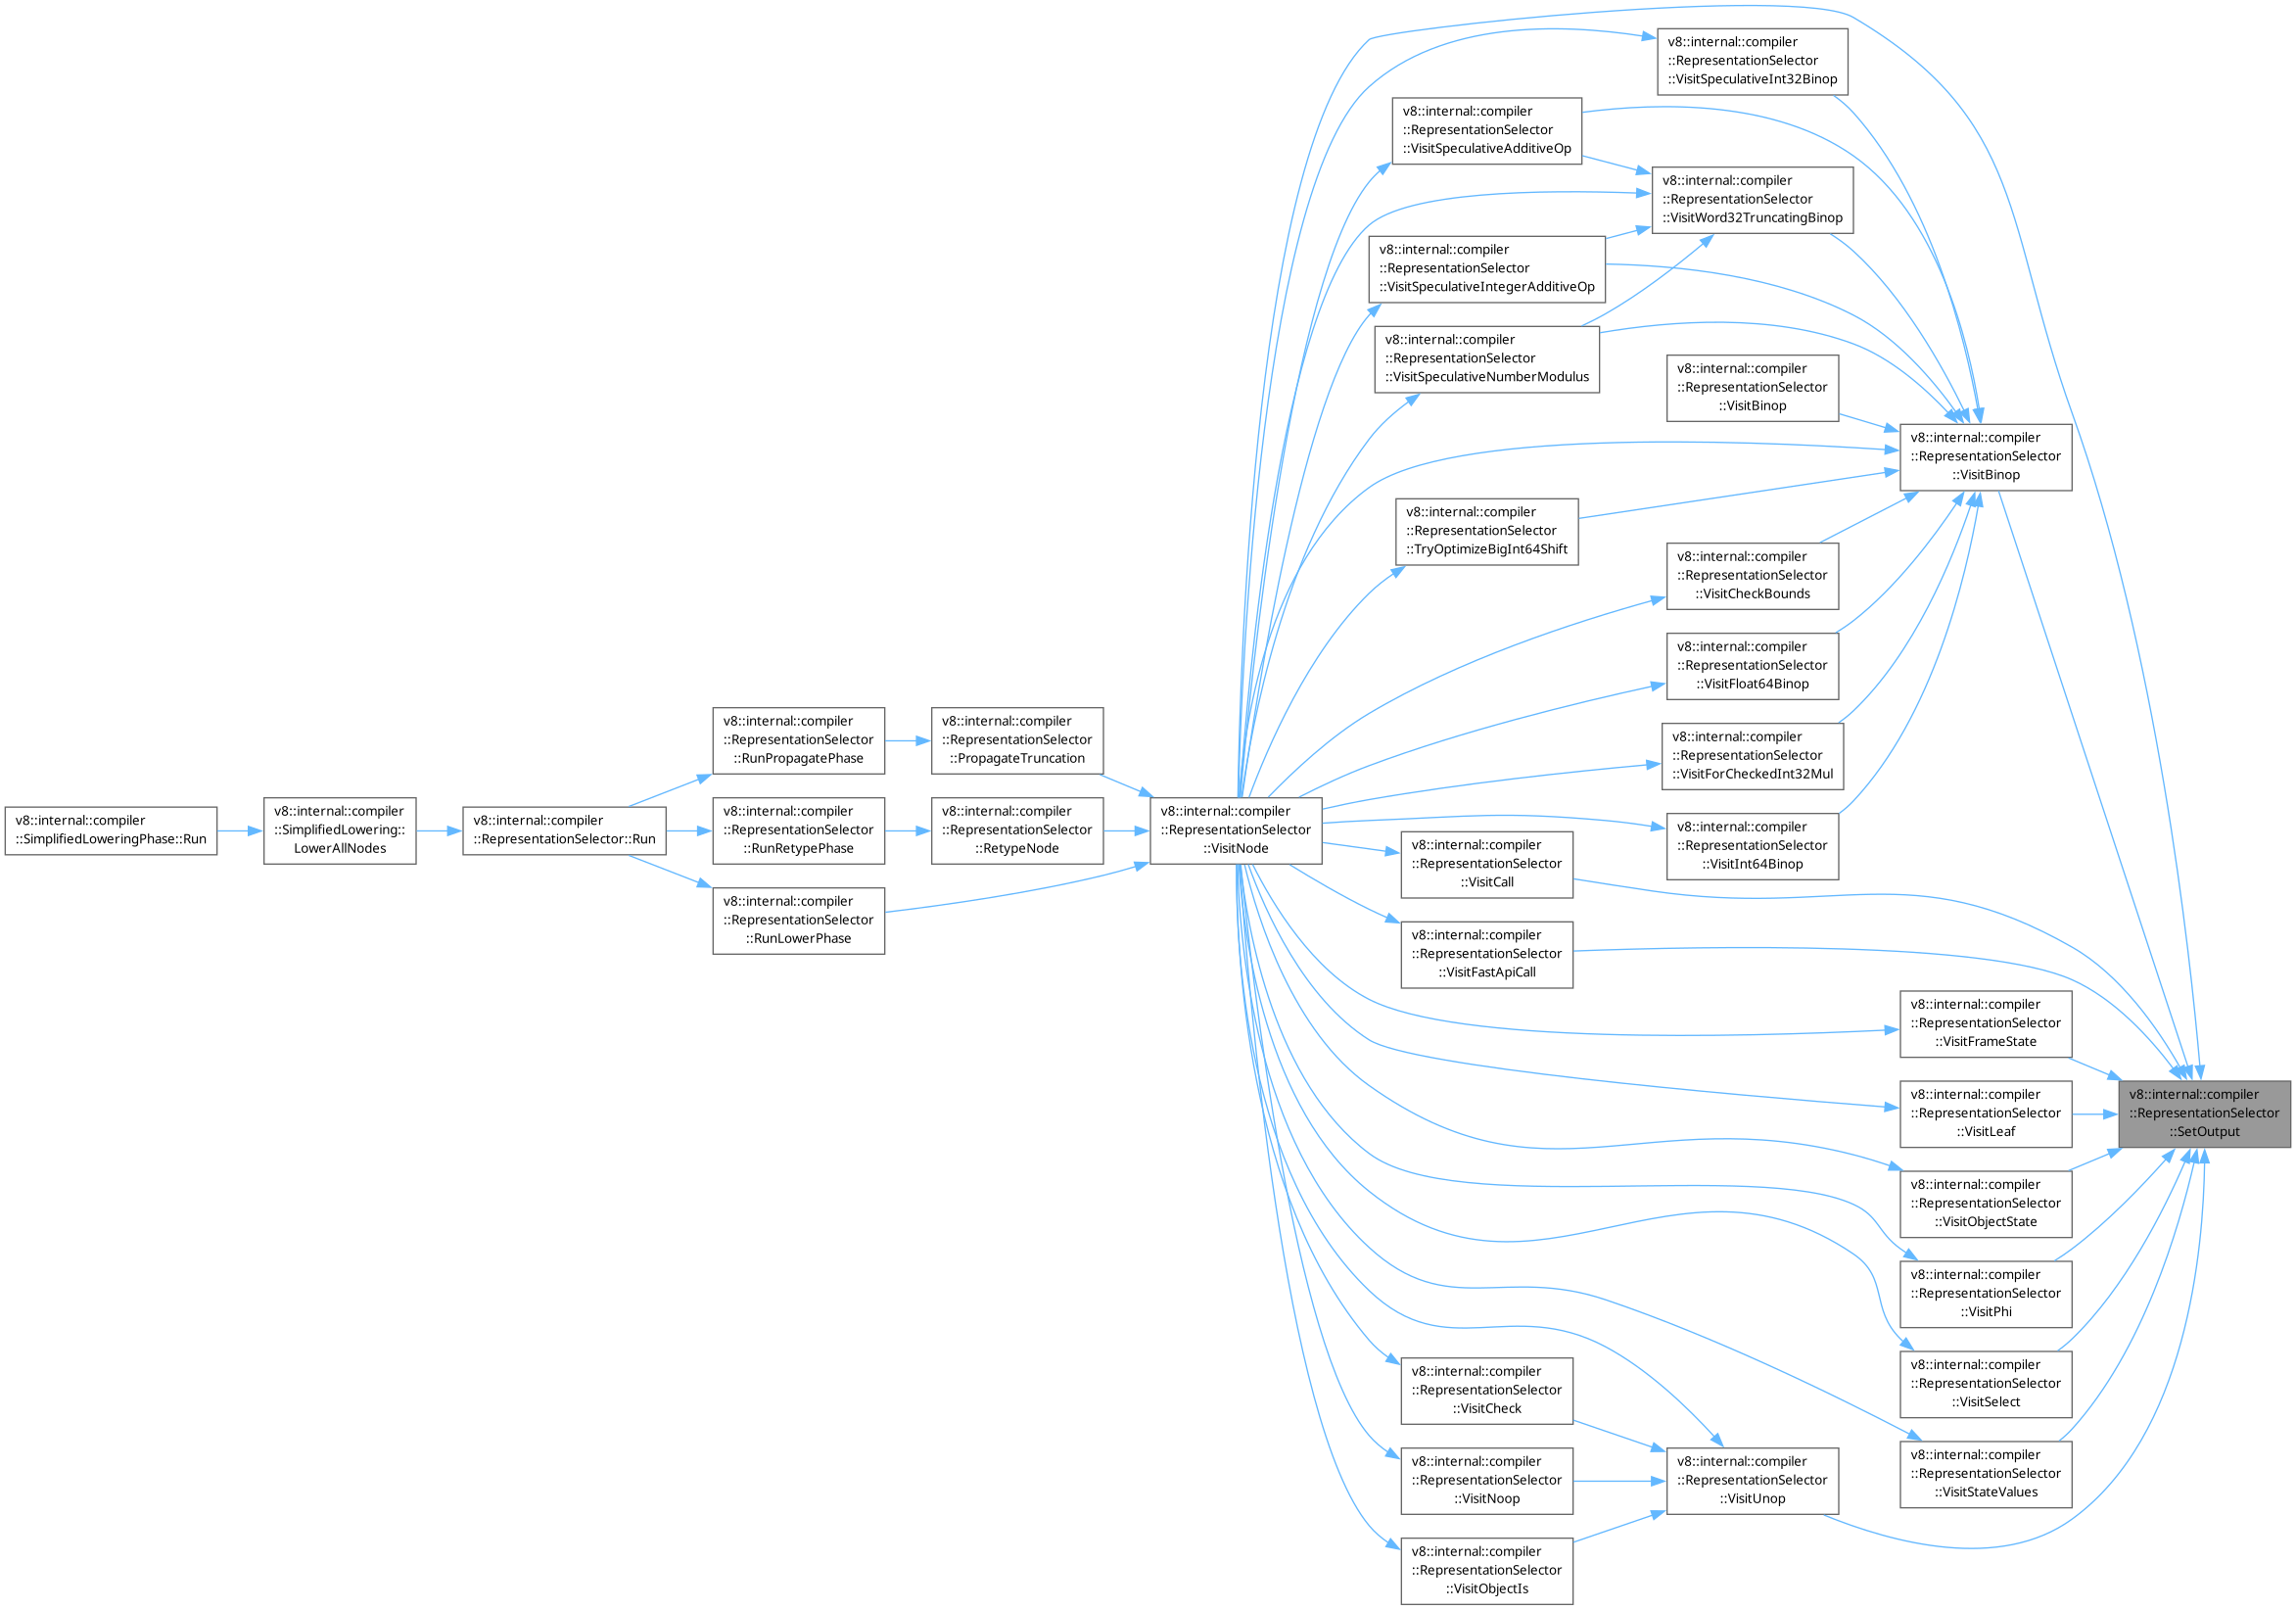 v8::internal::compiler
::RepresentationSelector
::VisitSpeculativeInt32Binop
v8::internal::compiler
::RepresentationSelector
::VisitSpeculativeAdditiveOp
v8::internal::compiler
::RepresentationSelector
::VisitWord32TruncatingBinop
v8::internal::compiler
::RepresentationSelector
::VisitSpeculativeIntegerAdditiveOp
v8::internal::compiler
::RepresentationSelector
::VisitSpeculativeNumberModulus
v8::internal::compiler
::RepresentationSelector
::VisitBinop
v8::internal::compiler
::RepresentationSelector
::VisitBinop
v8::internal::compiler
::RepresentationSelector
::TryOptimizeBigInt64Shift
v8::internal::compiler
::RepresentationSelector
::VisitCheckBounds
v8::internal::compiler
::RepresentationSelector
::VisitFloat64Binop
v8::internal::compiler
::RepresentationSelector
::RunPropagatePhase
v8::internal::compiler
::RepresentationSelector
::PropagateTruncation
v8::internal::compiler
::RepresentationSelector
::VisitForCheckedInt32Mul
v8::internal::compiler
::SimplifiedLoweringPhase::Run
v8::internal::compiler
::SimplifiedLowering::
LowerAllNodes
v8::internal::compiler
::RepresentationSelector::Run
v8::internal::compiler
::RepresentationSelector
::RunRetypePhase
v8::internal::compiler
::RepresentationSelector
::RetypeNode
v8::internal::compiler
::RepresentationSelector
::VisitNode
v8::internal::compiler
::RepresentationSelector
::VisitInt64Binop
v8::internal::compiler
::RepresentationSelector
::VisitCall
v8::internal::compiler
::RepresentationSelector
::RunLowerPhase
v8::internal::compiler
::RepresentationSelector
::VisitFastApiCall
v8::internal::compiler
::RepresentationSelector
::VisitFrameState
v8::internal::compiler
::RepresentationSelector
::VisitLeaf
v8::internal::compiler
::RepresentationSelector
::SetOutput
v8::internal::compiler
::RepresentationSelector
::VisitObjectState
v8::internal::compiler
::RepresentationSelector
::VisitPhi
v8::internal::compiler
::RepresentationSelector
::VisitSelect
v8::internal::compiler
::RepresentationSelector
::VisitCheck
v8::internal::compiler
::RepresentationSelector
::VisitStateValues
v8::internal::compiler
::RepresentationSelector
::VisitNoop
v8::internal::compiler
::RepresentationSelector
::VisitUnop
v8::internal::compiler
::RepresentationSelector
::VisitObjectIs